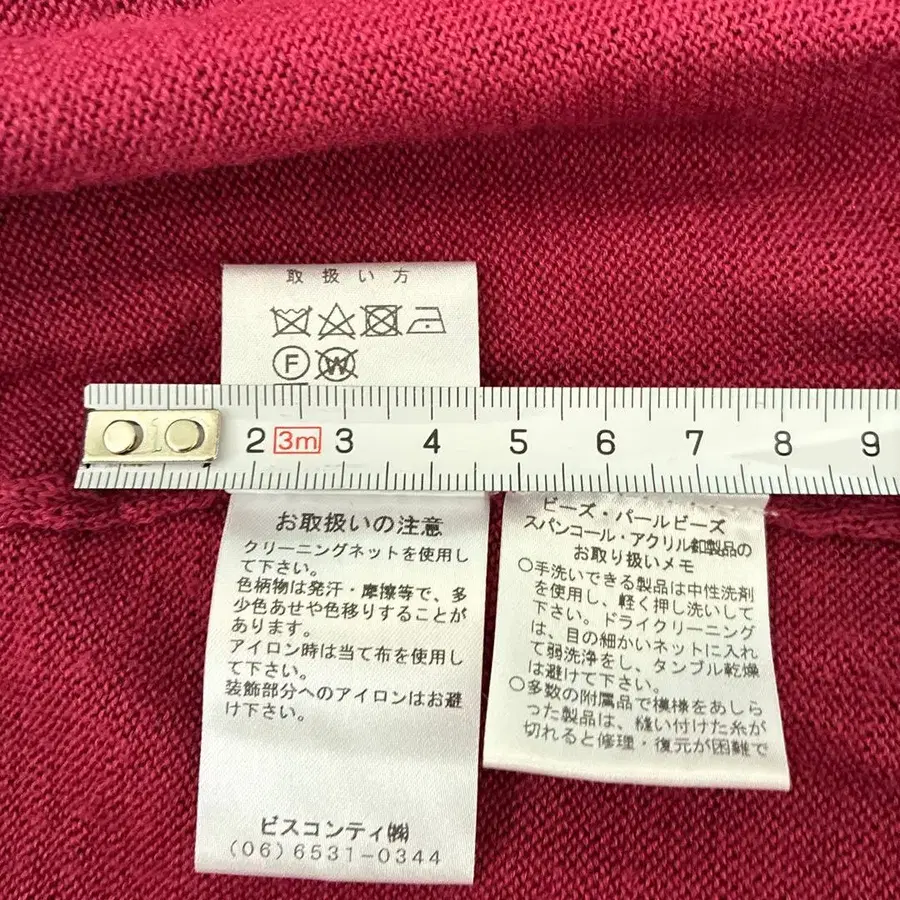 取扱い方
F W
2 3m 3 4 5 6 7 8 9
お取扱いの注意
クリーニングネットを使用し
て下さい。
色柄物は発汗・摩擦等で、多
少色あせや色移りすることが
あります。
アイロン時は当て布を使用し
て下さい。
装飾部分へのアイロンはお避
け下さい。
ビスコンティ㈱
(06)6531-0344
ビーズ・パールビーズ
スパンコール・アクリル釦製品の
お取り扱いメモ
○手洗いできる製品は中性洗剤
を使用し、軽く押し洗いして
下さい。ドライクリーニング
は、目の細かいネットに入れ
て弱洗浄をし、タンブル乾燥
は避けて下さい。
○多数の附属品で模様をあしら
った製品は、縫い付けた糸が
切れると修理・復元が困難で